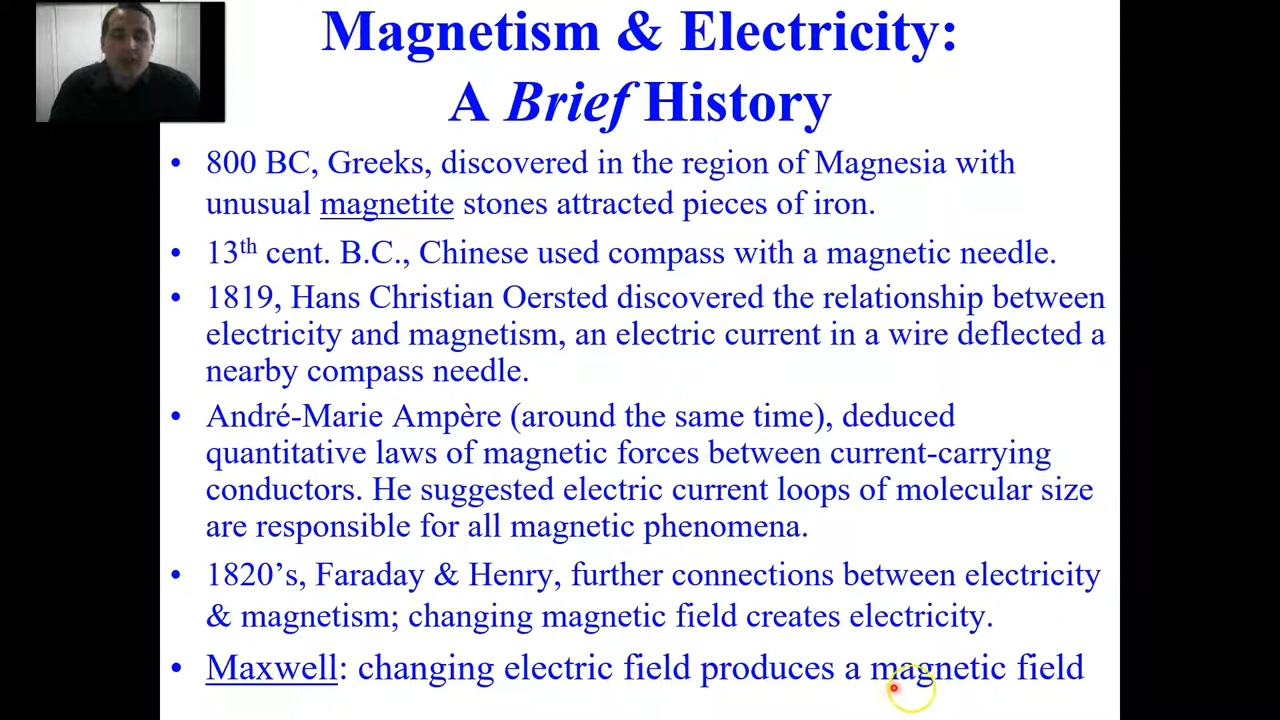 Magnetism & Electricity:
A Brief History
• 800 BC, Greeks, discovered in the region of Magnesia with
unusual magnetite stones attracted pieces of iron.
• 13th cent. B.C., Chinese used compass with a magnetic needle.
• 1819, Hans Christian Oersted discovered the relationship between
electricity and magnetism, an electric current in a wire deflected a
nearby compass needle.
• André-Marie Ampère (around the same time), deduced
quantitative laws of magnetic forces between current-carrying
conductors. He suggested electric current loops of molecular size
are responsible for all magnetic phenomena.
• 1820’s, Faraday & Henry, further connections between electricity
& magnetism; changing magnetic field creates electricity.
• Maxwell: changing electric field produces a magnetic field